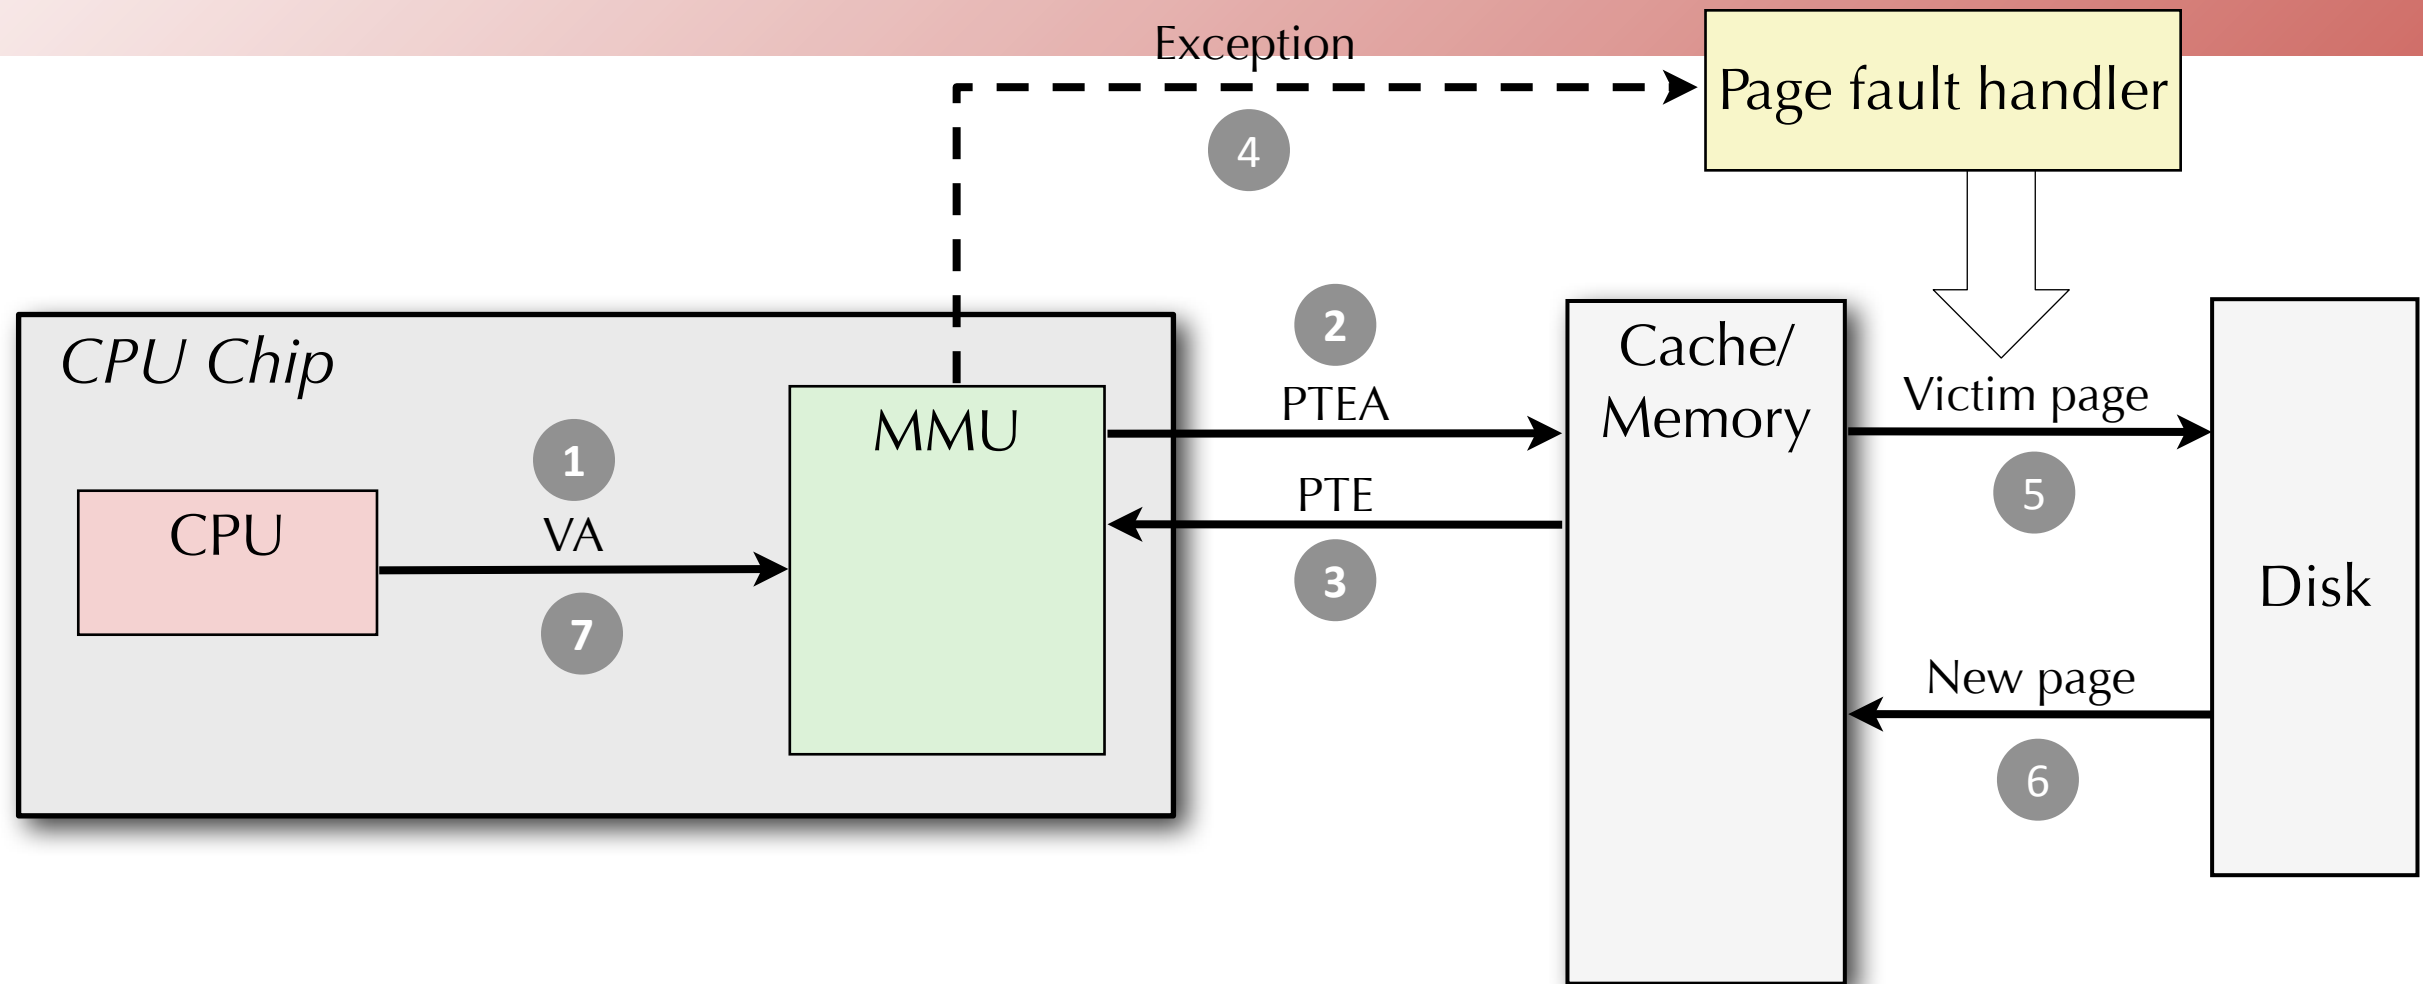 Exception
Page fault handler
4
CPU Chip
2
Cache/
Memory
MMU
PTEA
Victim page
1
CPU
VA
PTE
5
3
Disk
7
New page
6